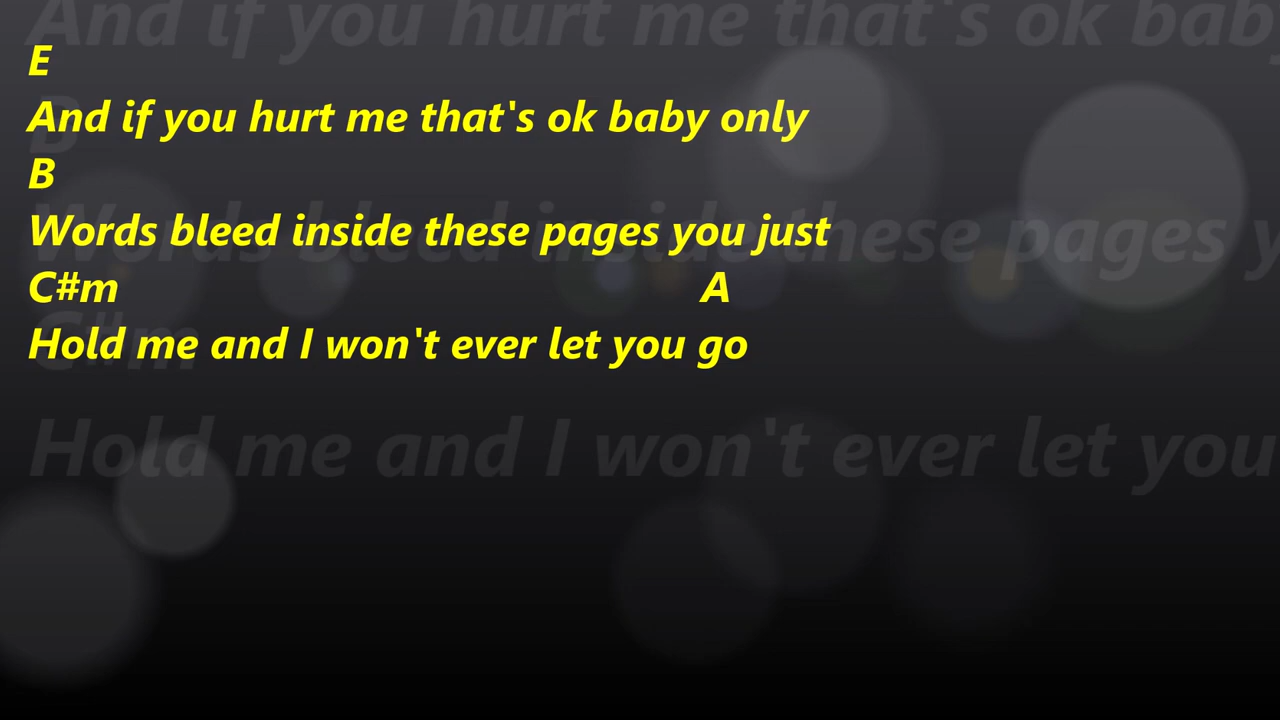 E
And if you hurt me that's ok baby only
B
Words bleed inside these pages you just
C#m A
Hold me and I won't ever let you go